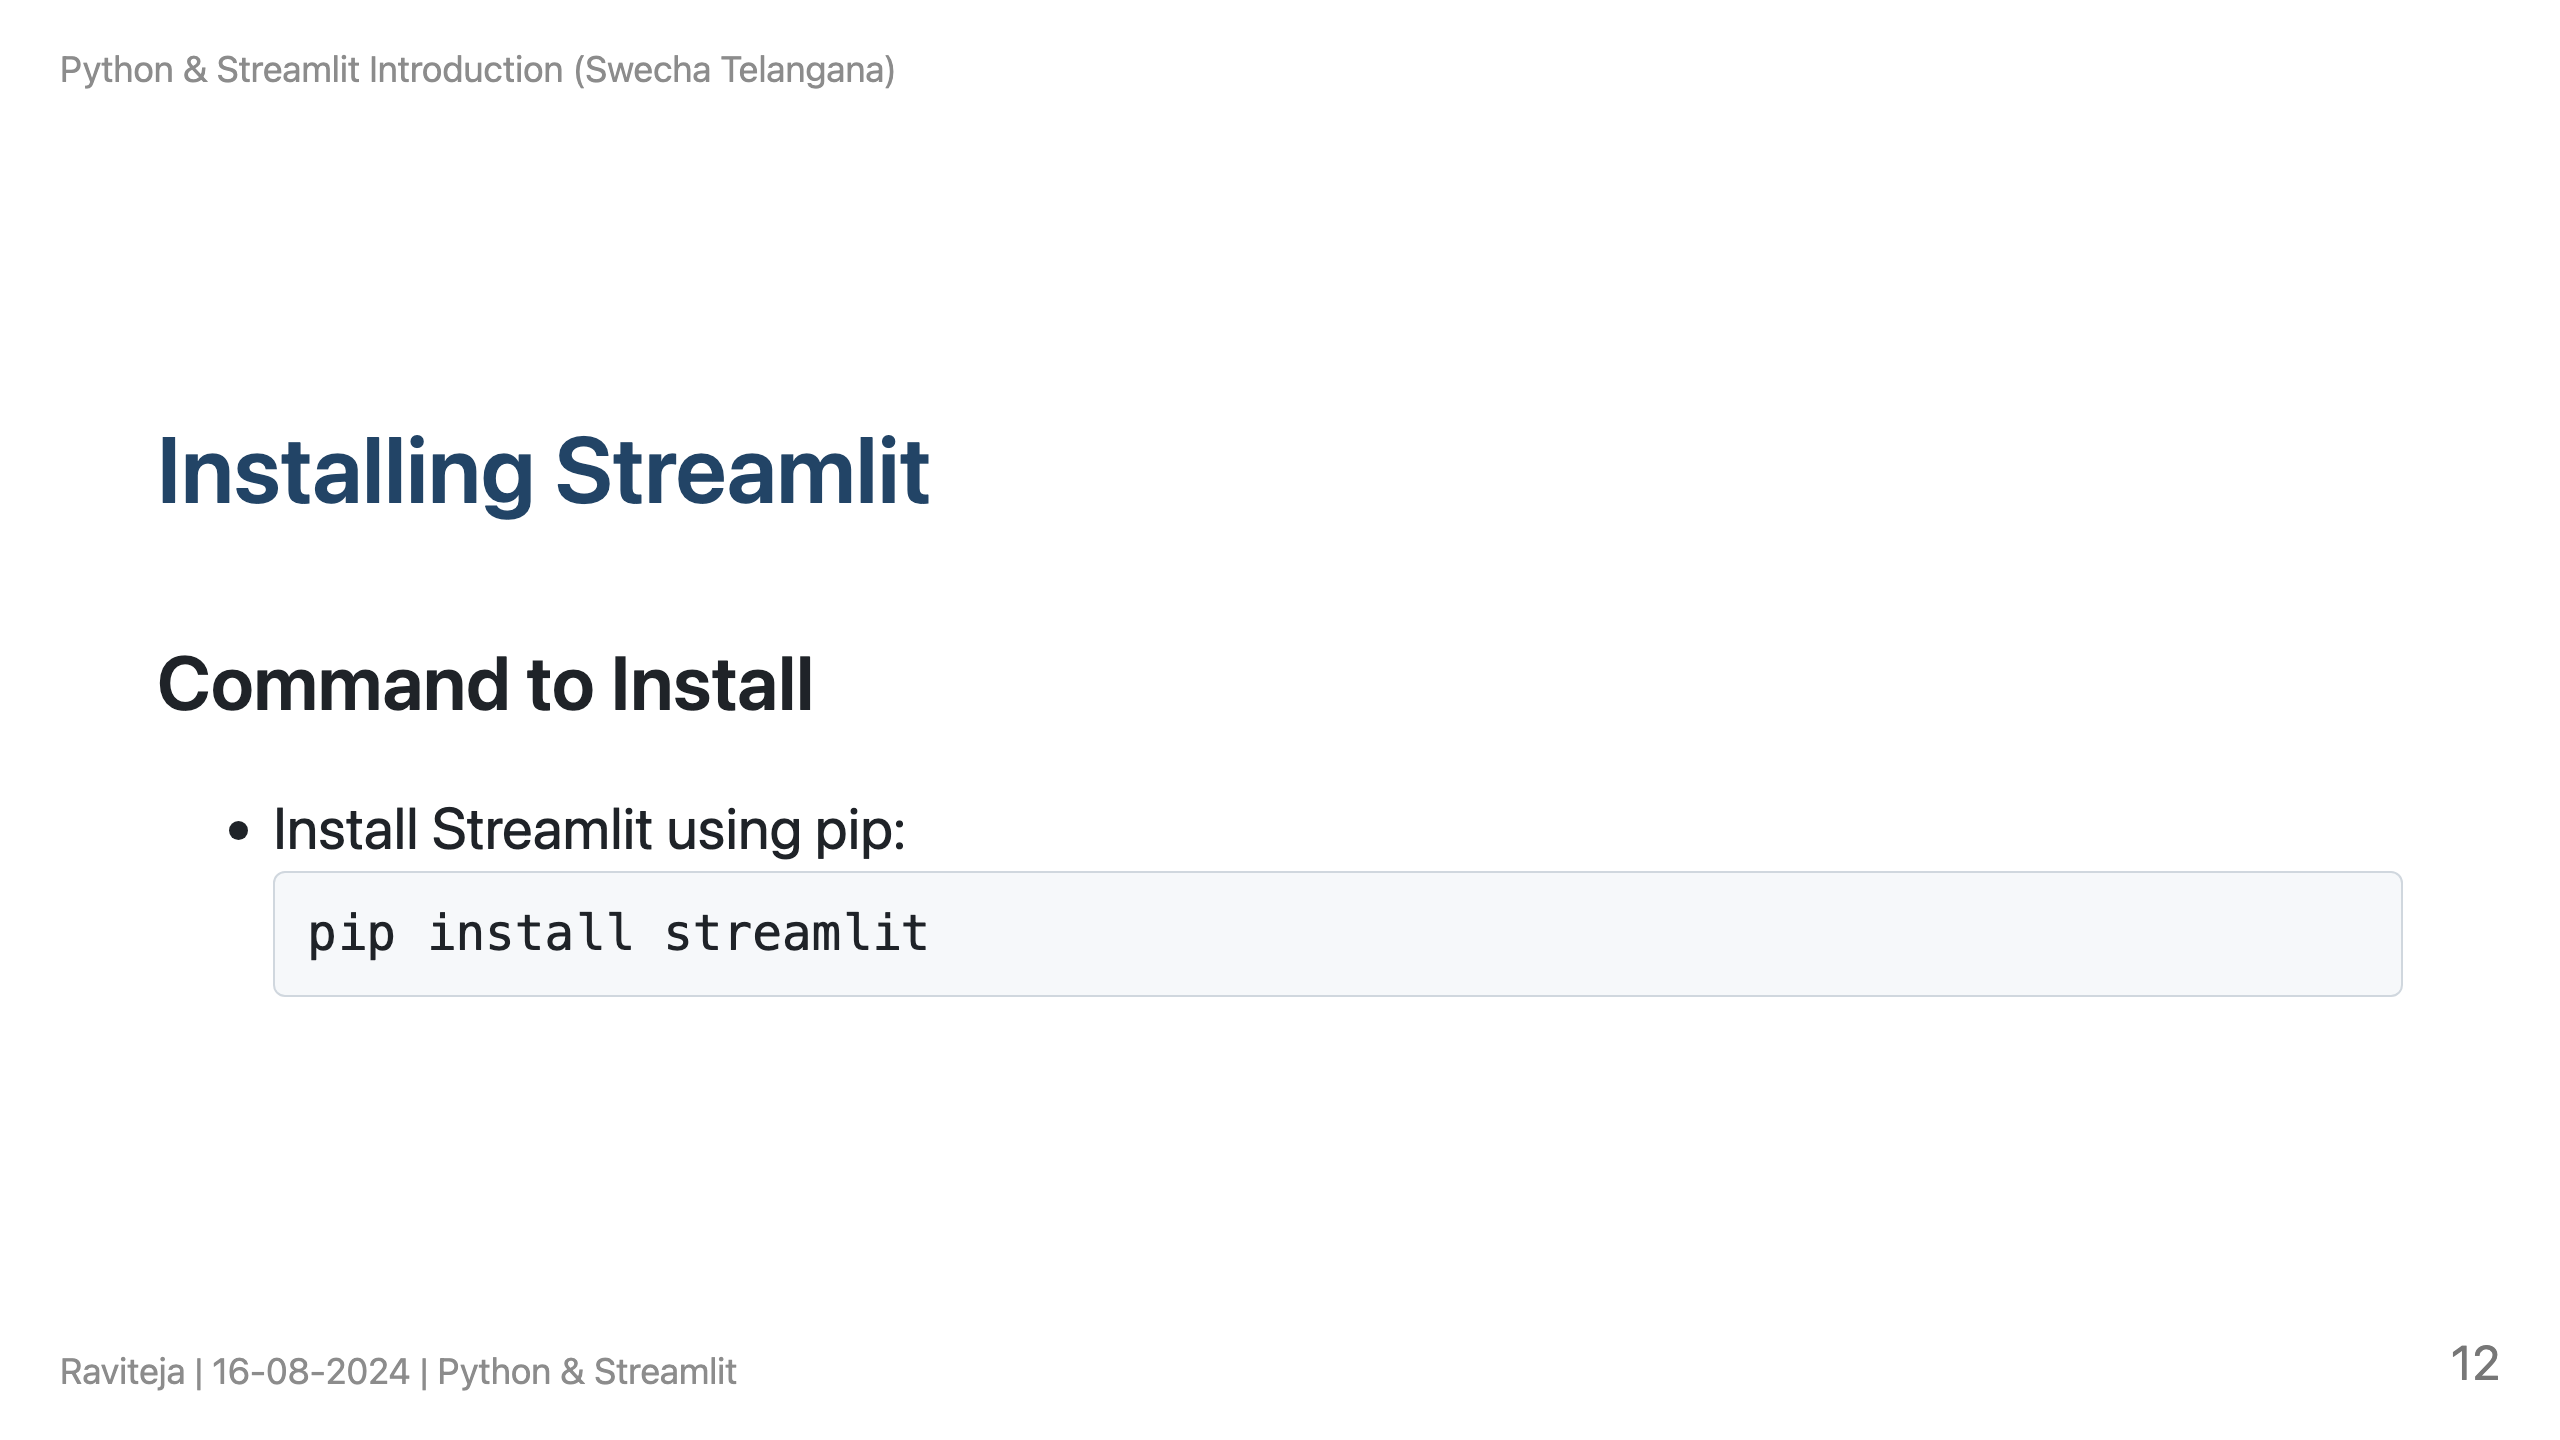 Python & Streamlit Introduction (Swecha Telangana)
Installing Streamlit
Command to Install
• Install Streamlit using pip:
pip install streamlit
Raviteja | 16-08-2024 | Python & Streamlit
12